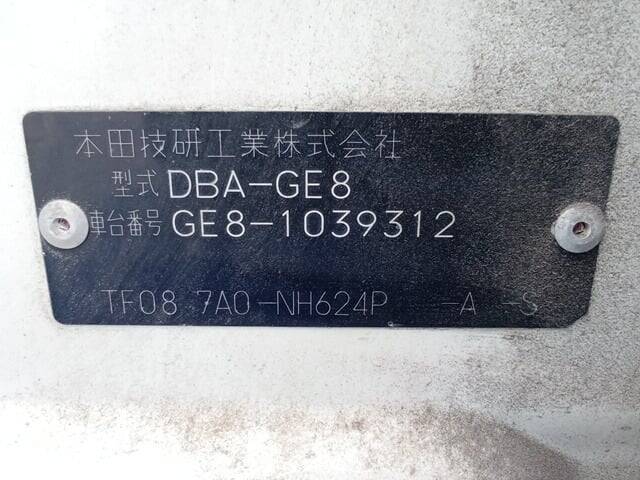 本田技研工業株式会社
型式 DBA-GE8
車台番号 GE8-1039312
TF08 7A0-NH624P -A -S